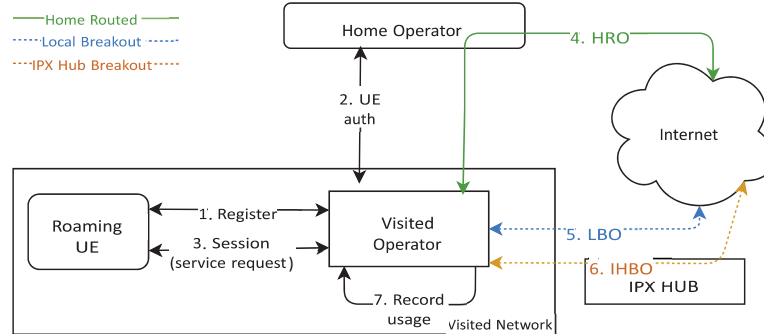 Home Routed
Local Breakout
IPX Hub Breakout
Home Operator
4. HRO
2. UE
auth
Internet
Roaming
UE
1. Register
3. Session
(service request)
Visited
Operator
5. LBO
6. IHBO
IPX HUB
7. Record
usage
Visited Network